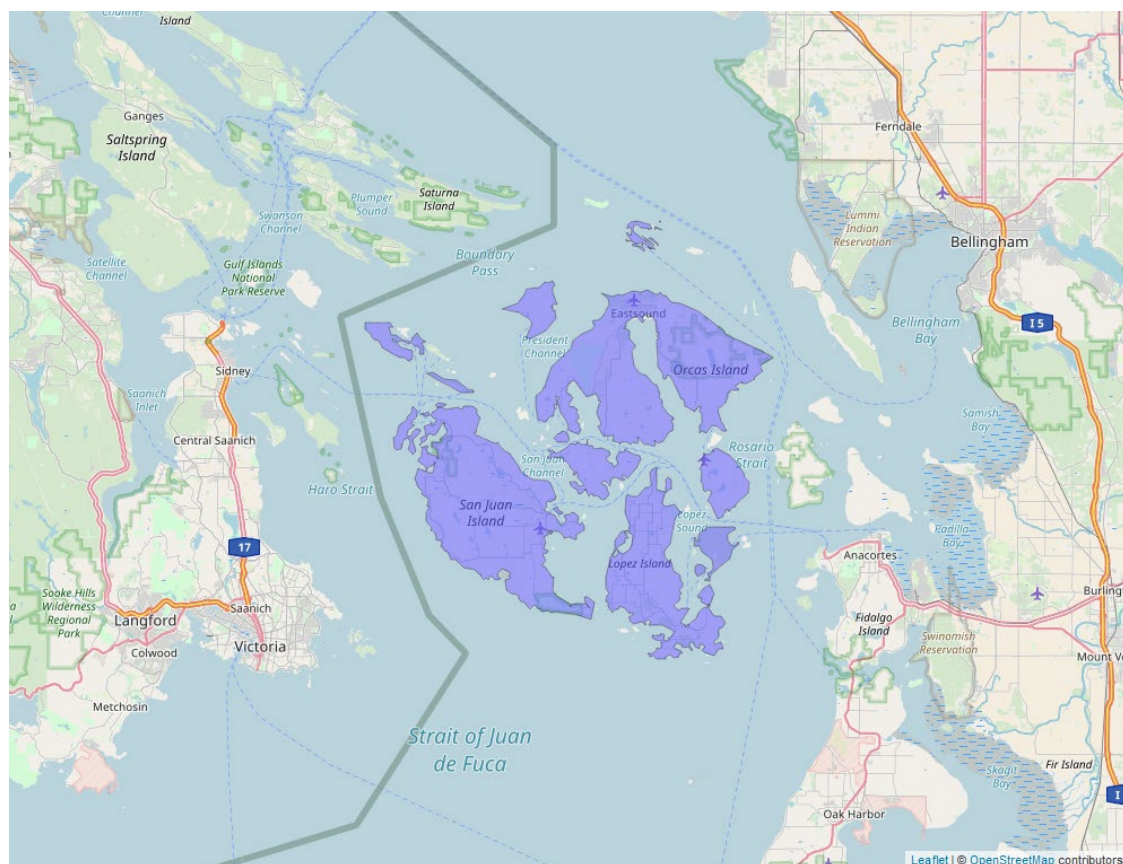 Channel
Island
Ganges
Saltspring
Island
Ferndale
Saturna
Island
Plumper
Sound
Swanson
Channel
Lummi
Indian
Reservation
Bellingham
Satellite
Channel
Boundary
Pass
Gulf Islands
National
Park Reserve
Eastsound
I 5
Bellingham
Bay
President
Channel
Sidney
Orcas Island
Saanich
Inlet
Samish
Bay
Central Saanich
Rosario
Strait
San Juan
Channel
Haro Strait
San Juan
Island
Lopez
Sound
Padilla
Bay
17
Anacortes
Lopez Island
Sooke Hills
Wilderness
Regional
Park
Burlington
Saanich
Langford
Fidalgo
Island
Victoria
Colwood
Swinomish
Reservation
Mount Ve
Metchosin
Strait of Juan
de Fuca
Skagit
Bay
Fir Island
I
Oak Harbor
Leaflet | © OpenStreetMap contributors